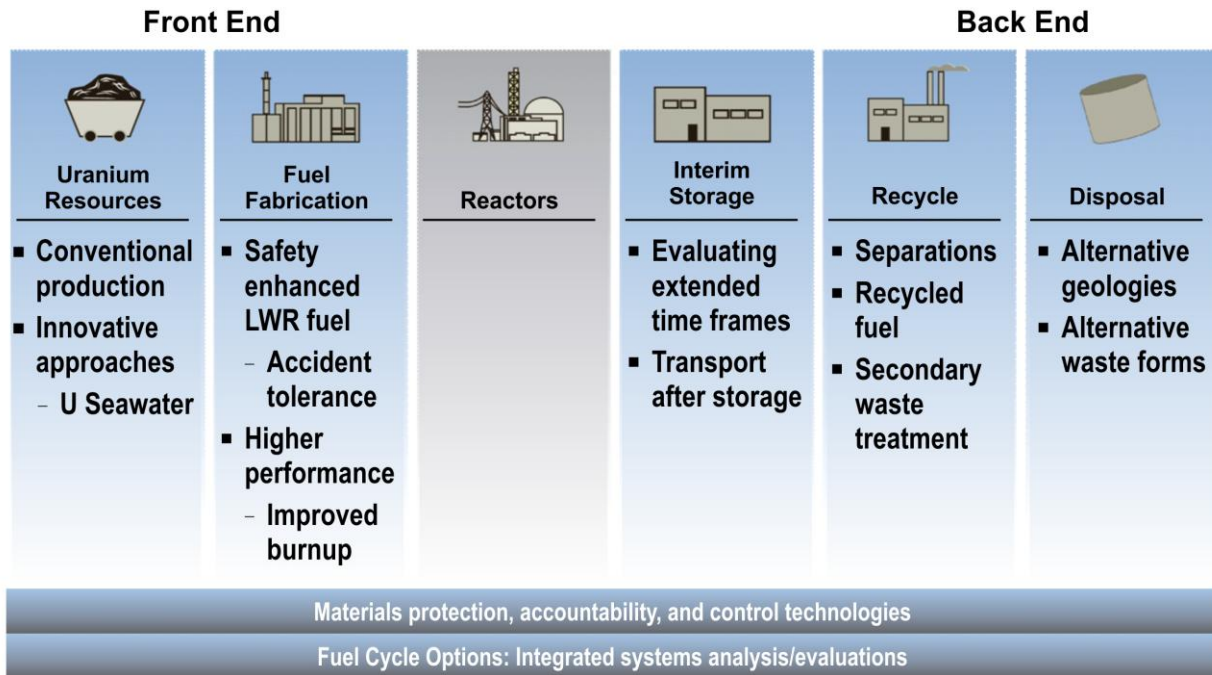 Front End
Back End
Uranium
Resources
▪ Conventional
production
▪ Innovative
approaches
– U Seawater
Fuel
Fabrication
▪ Safety
enhanced
LWR fuel
– Accident
tolerance
▪ Higher
performance
– Improved
burnup
Reactors
Interim
Storage
▪ Evaluating
extended
time frames
▪ Transport
after storage
Recycle
▪ Separations
▪ Recycled
fuel
▪ Secondary
waste
treatment
Disposal
▪ Alternative
geologies
▪ Alternative
waste forms
Materials protection, accountability, and control technologies
Fuel Cycle Options: Integrated systems analysis/evaluations